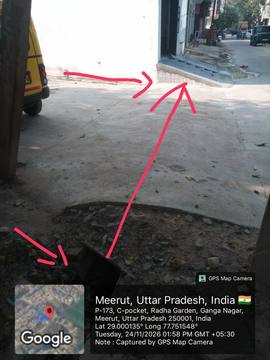 GPS Map Camera
Meerut, Uttar Pradesh, India 🇮🇳
P-173, C-pocket, Radha Garden, Ganga Nagar,
Meerut, Uttar Pradesh 250001, India
Lat 29.000135° Long 77.751548°
Tuesday, 24/11/2026 01:58 PM GMT +05:30
Note : Captured by GPS Map Camera
Google